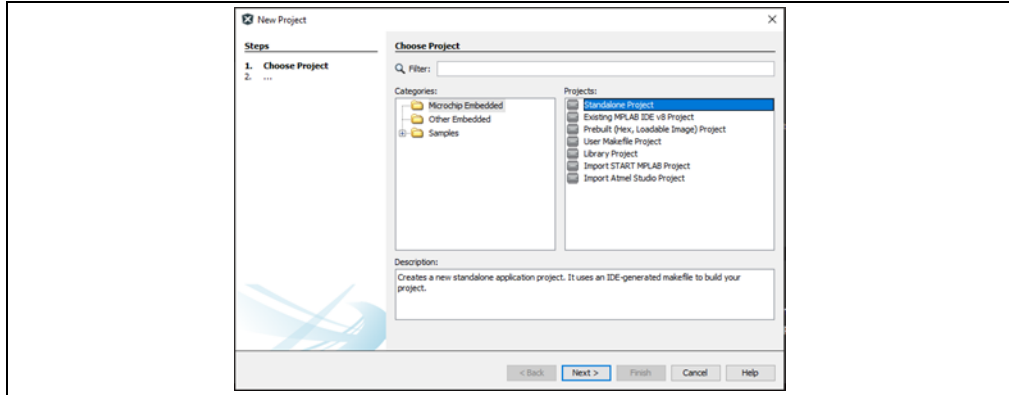 New Project
Steps
1. Choose Project
2. ...
Choose Project
Filter:
Categories:
Microchip Embedded
Other Embedded
Samples
Projects:
Standalone Project
Existing MPLAB IDE v8 Project
Prebuilt (Hex, Loadable Image) Project
User Makefile Project
Library Project
Import START MPLAB Project
Import Atmel Studio Project
Description:
Creates a new standalone application project. It uses an IDE-generated makefile to build your
project.
< Back Next > Finish Cancel Help